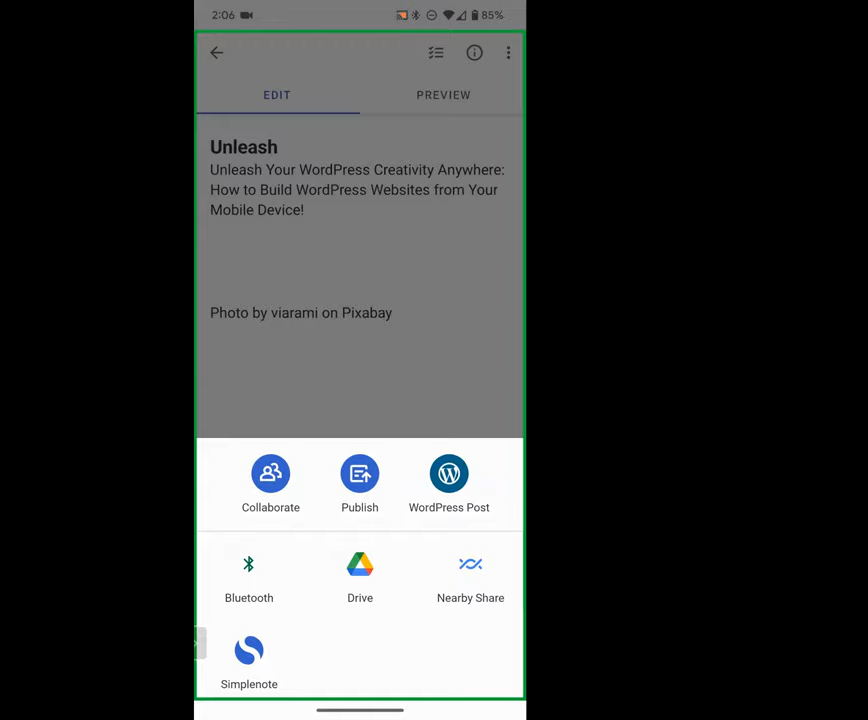 2:06
85%
EDIT
PREVIEW
Unleash
Unleash Your WordPress Creativity Anywhere:
How to Build WordPress Websites from Your
Mobile Device!
Photo by viarami on Pixabay
Collaborate
Publish
WordPress Post
Bluetooth
Drive
Nearby Share
Simplenote